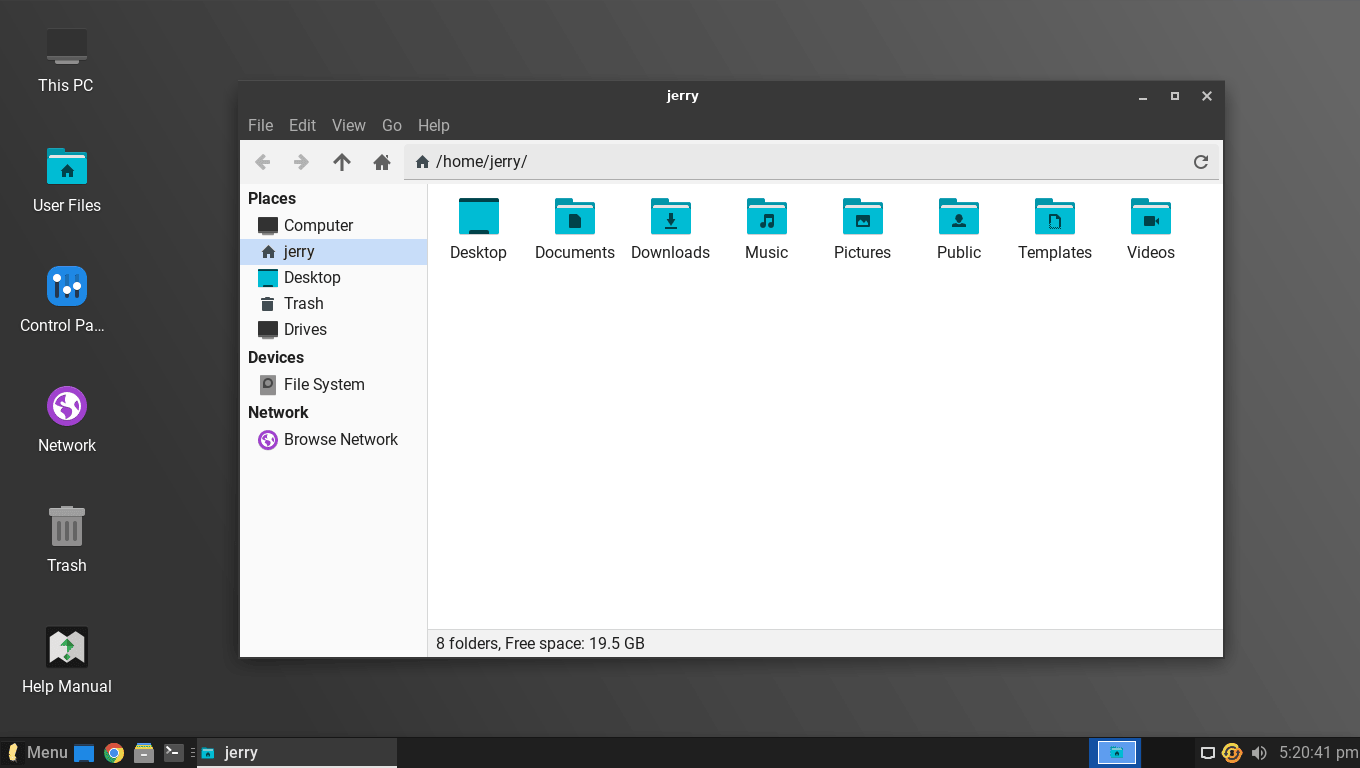 This PC
User Files
Control Pa...
Network
Trash
Help Manual
jerry
File Edit View Go Help
/home/jerry/
Places
Computer
jerry
Desktop
Trash
Drives
Devices
File System
Network
Browse Network
Desktop Documents Downloads Music Pictures Public Templates Videos
8 folders, Free space: 19.5 GB
Menu jerry 5:20:41 pm